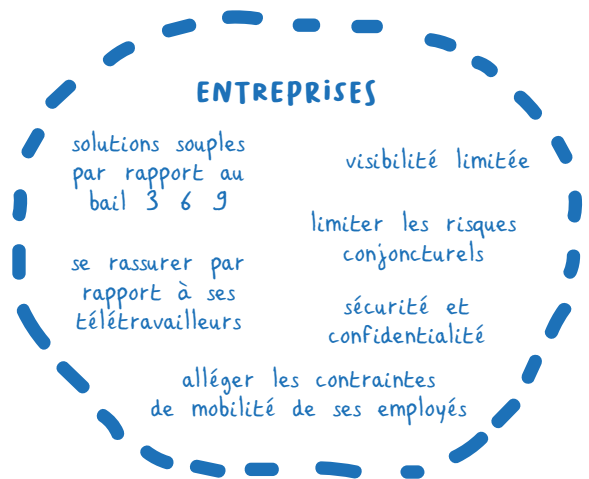 ENTREPRISES
solutions souples
par rapport au
bail 3 6 9
visibilité limitée
limiter les risques
conjoncturels
se rassurer par
rapport à ses
télétravailleurs
sécurité et
confidentialité
alléger les contraintes
de mobilité de ses employés